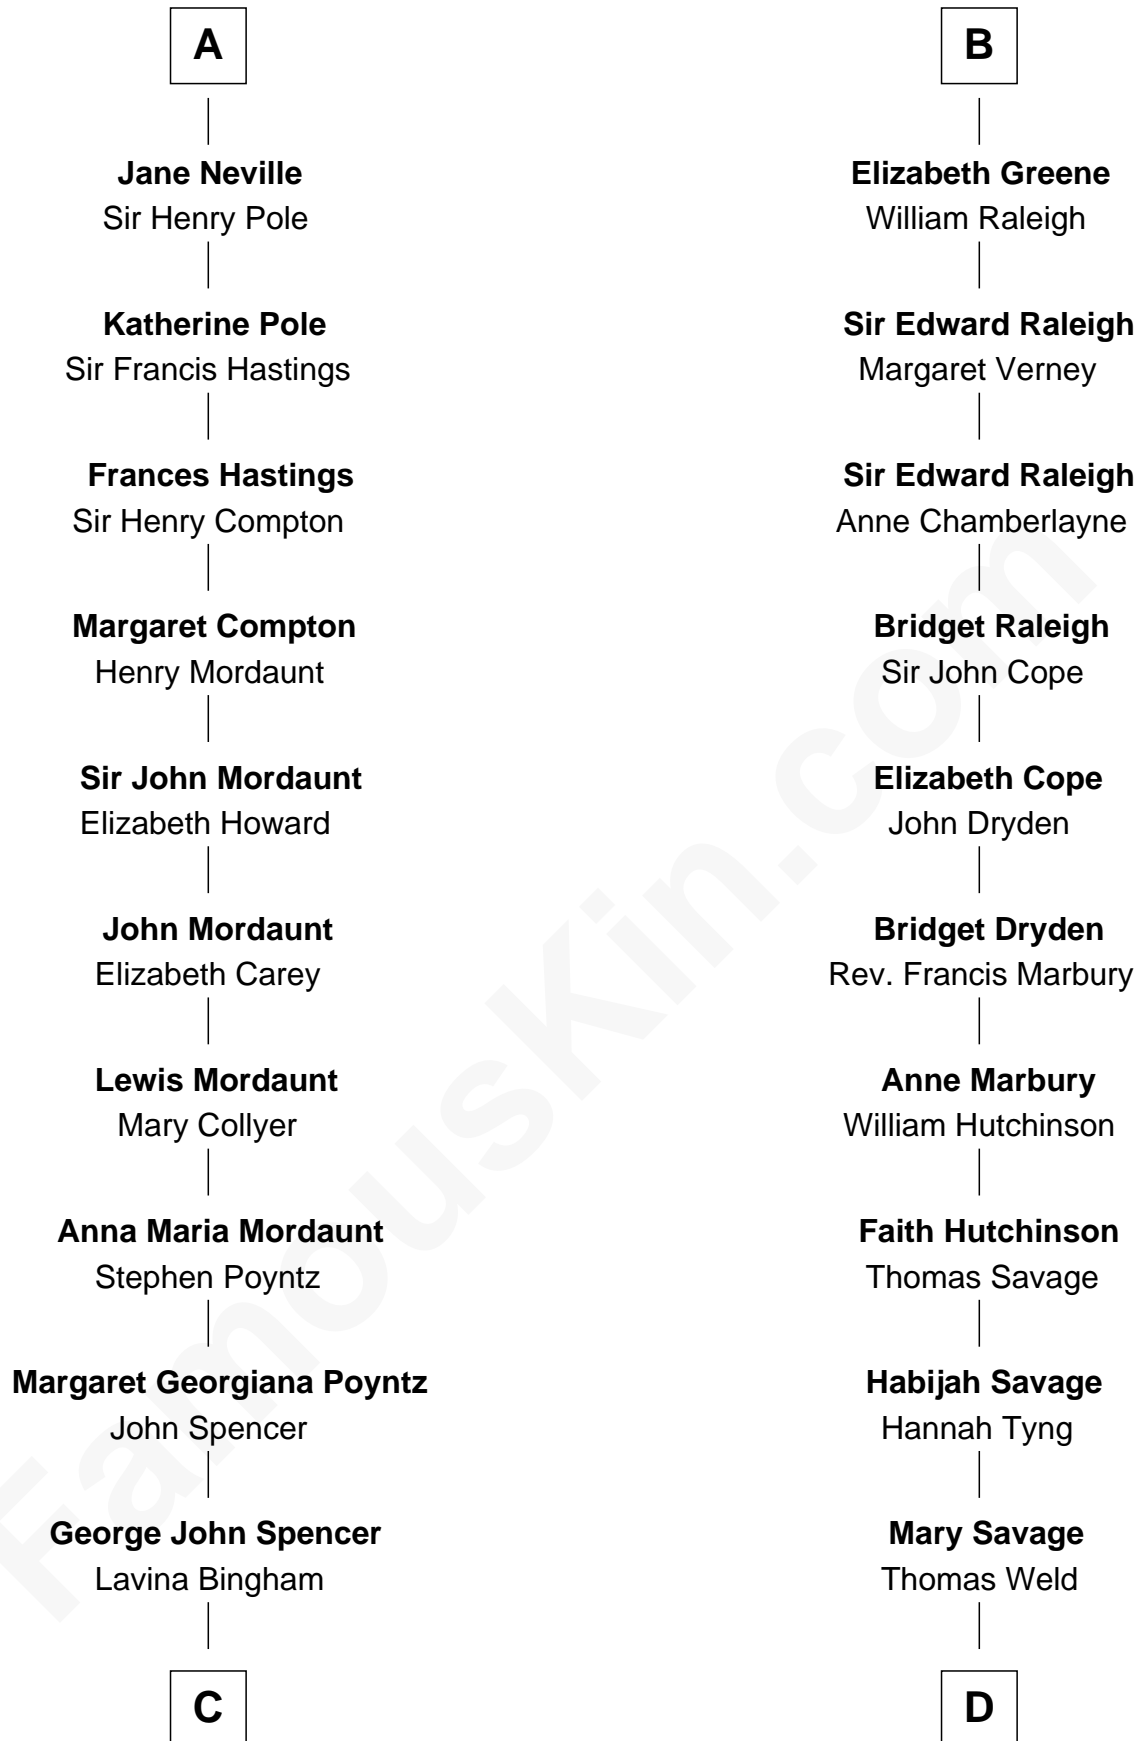 A
Jane Neville
Sir Henry Pole
Katherine Pole
Sir Francis Hastings
Frances Hastings
Sir Henry Compton
Margaret Compton
Henry Mordaunt
Sir John Mordaunt
Elizabeth Howard
John Mordaunt
Elizabeth Carey
Lewis Mordaunt
Mary Collyer
Anna Maria Mordaunt
Stephen Poyntz
Margaret Georgiana Poyntz
John Spencer
George John Spencer
Lavina Bingham
C
B
Elizabeth Greene
William Raleigh
Sir Edward Raleigh
Margaret Verney
Sir Edward Raleigh
Anne Chamberlayne
Bridget Raleigh
Sir John Cope
Elizabeth Cope
John Dryden
Bridget Dryden
Rev. Francis Marbury
Anne Marbury
William Hutchinson
Faith Hutchinson
Thomas Savage
Habijah Savage
Hannah Tyng
Mary Savage
Thomas Weld
D
FamousKin.com